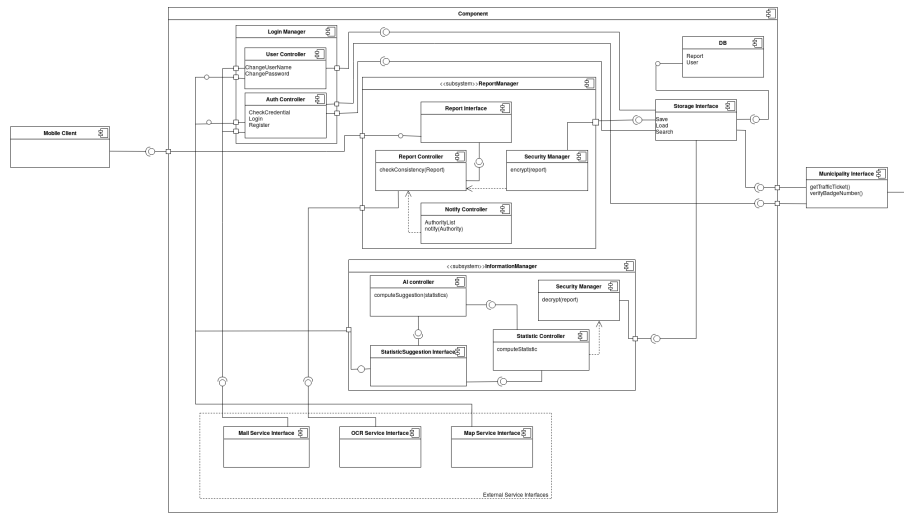 Component
Login Manager
User Controller
ChangeUserName
ChangePassword
Auth Controller
CheckCredential
Login
Register
DB
Report
User
<<subsystem>>ReportManager
Report Interface
Storage Interface
Save
Load
Search
Mobile Client
Report Controller
checkConsistency(Report)
Security Manager
encrypt(report)
Municipality Interface
getTrafficTicket()
verifyBadgeNumber()
Notify Controller
AuthorityList
notify(Authority)
<<subsystem>>InformationManager
AI controller
computeSuggestion(statistics)
Security Manager
decrypt(report)
Statistic Controller
computeStatistic
StatisticSuggestion Interface
Mail Service Interface
OCR Service Interface
Map Service Interface
External Service Interfaces